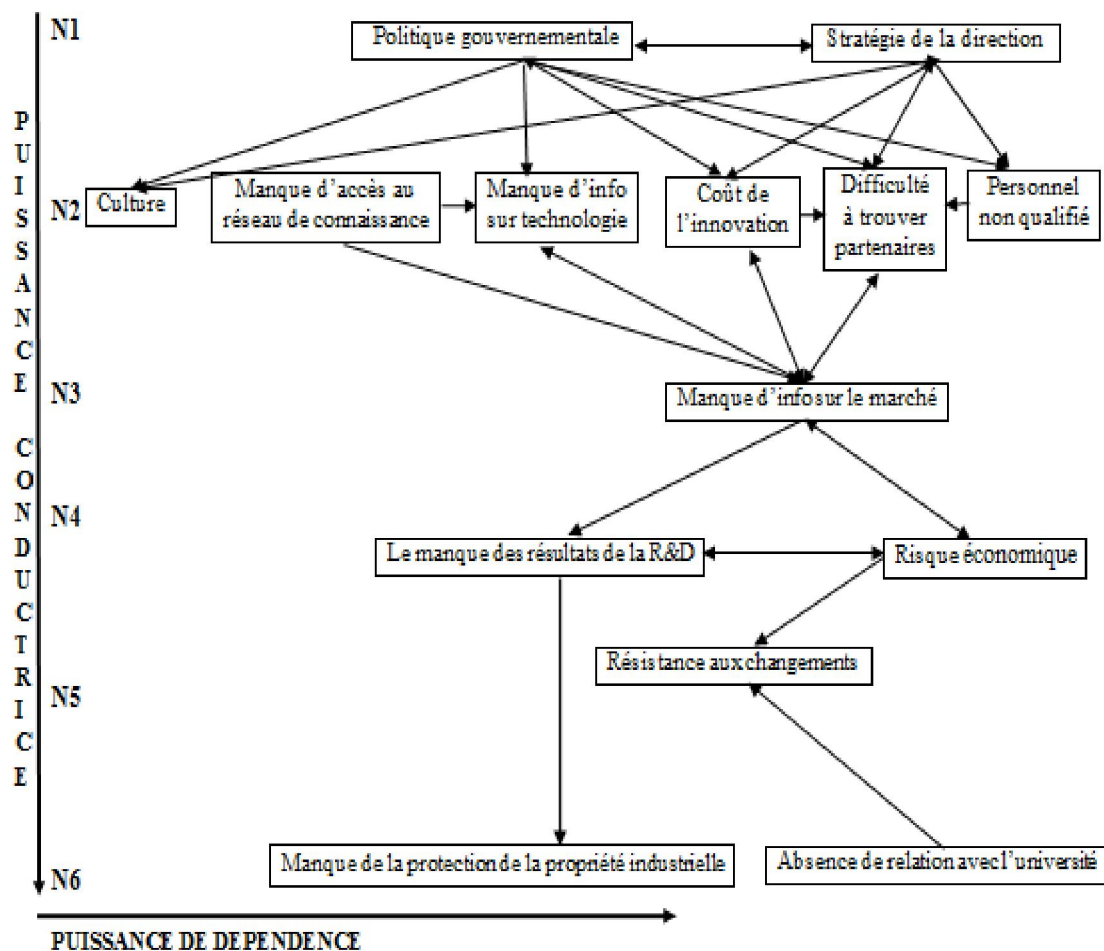 N1
Politique gouvernementale
Stratégie de la direction
PUISSANCE CONDUCTRICE
N2
Culture
Manque d'accès au
réseau de connaissance
Manque d'info
sur technologie
Coût de
l'innovation
Difficulté
à trouver
partenaires
Personnel
non qualifié
N3
Manque d'info sur le marché
N4
Le manque des résultats de la R&D
Risque économique
Résistance aux changements
N5
Manque de la protection de la propriété industrielle
Absence de relation avec l'université
N6
PUISSANCE DE DEPENDENCE